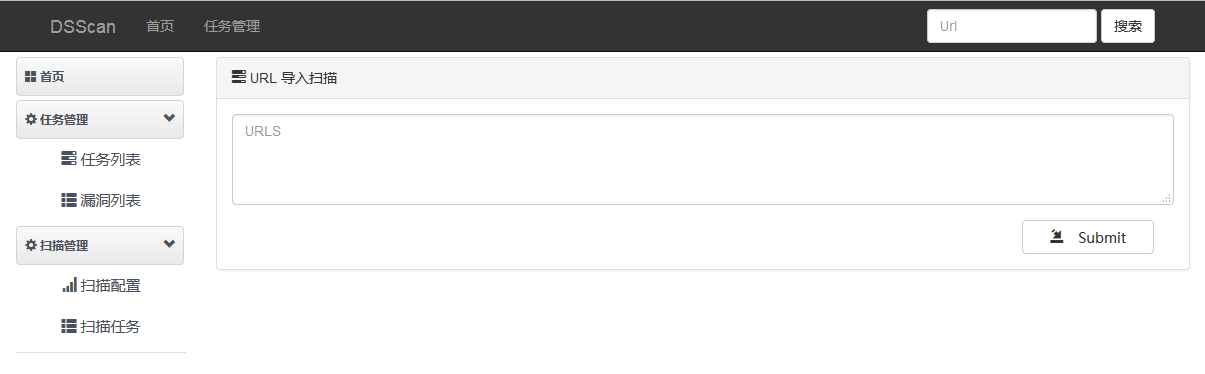 DSScan 首页 任务管理 Url 搜索
首页
任务管理
任务列表
漏洞列表
扫描管理
扫描配置
扫描任务
URL 导入扫描
URLS
Submit